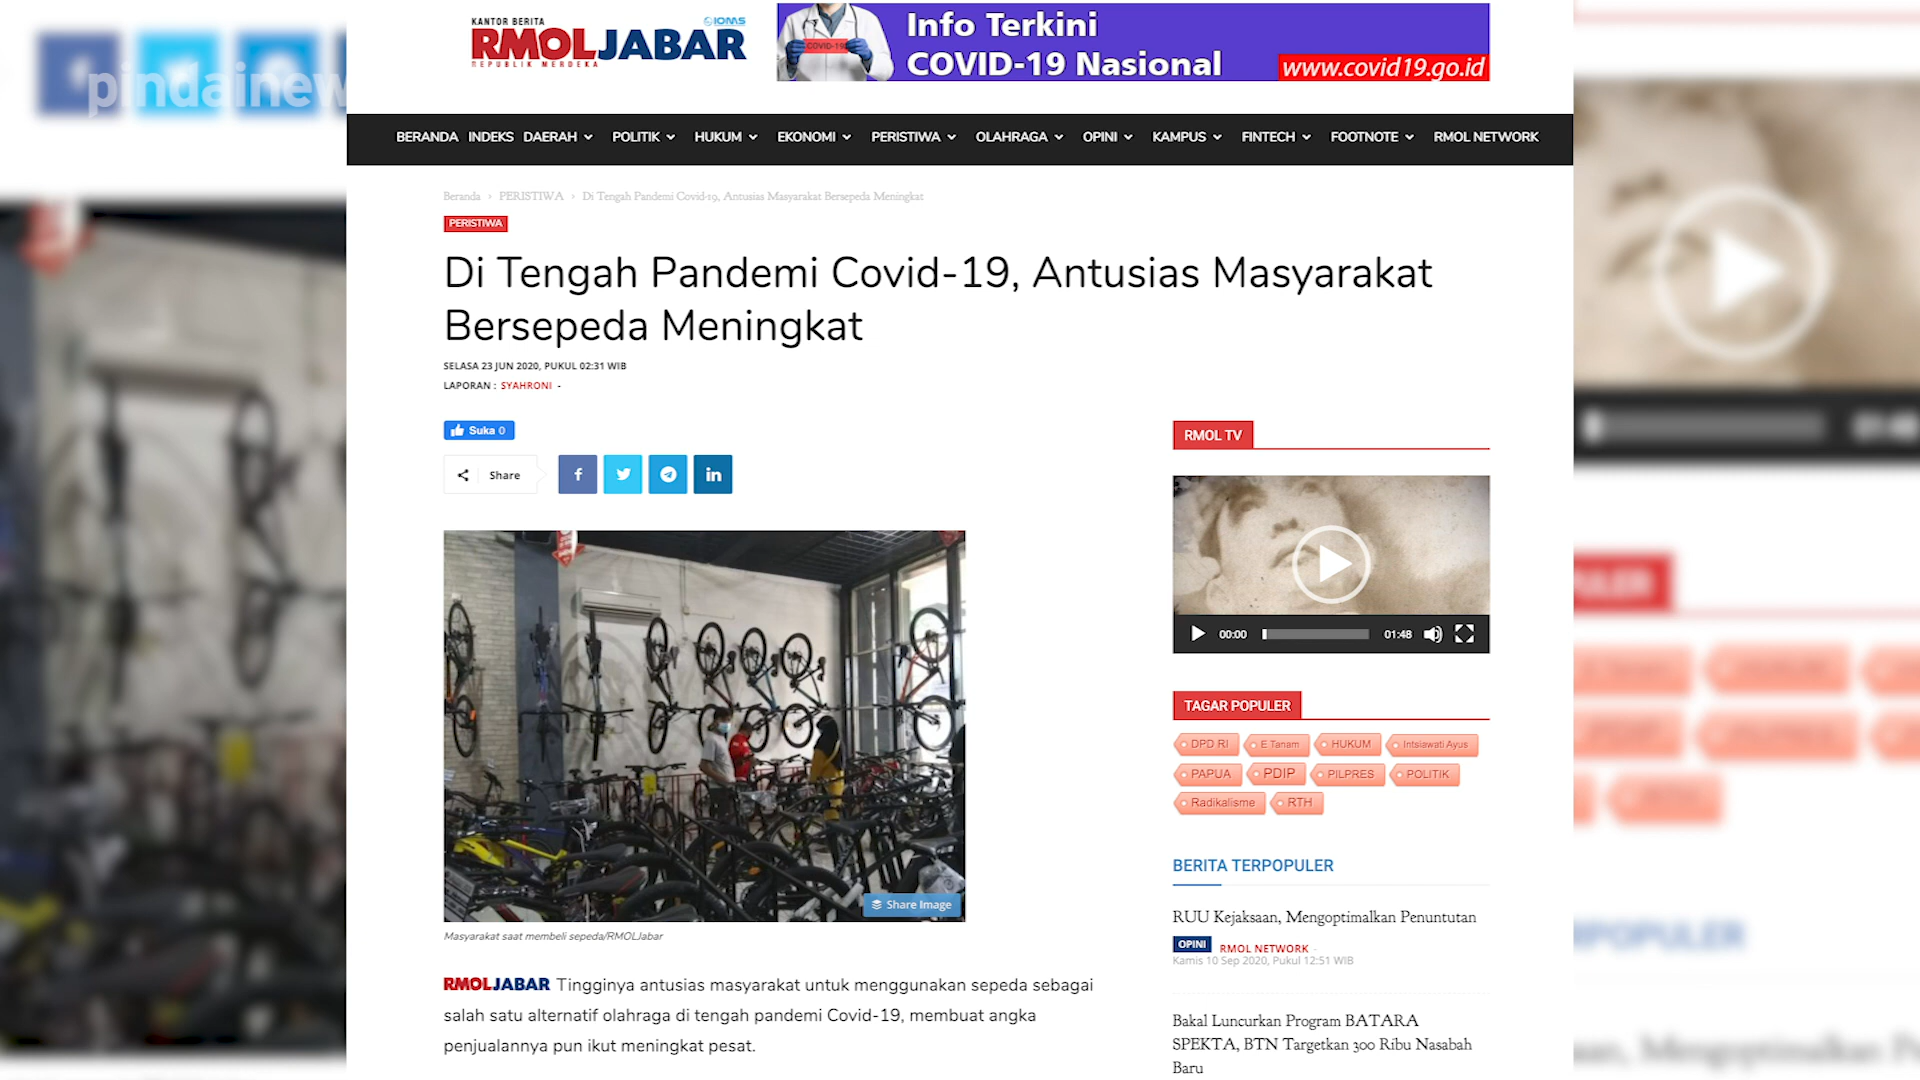 KANTOR BERITA
RMOLJABAR
REPUBLIK MERDEKA
COVID-19
Info Terkini
COVID-19 Nasional
www.covid19.go.id
pindainew
BERANDA INDEKS DAERAH POLITIK HUKUM EKONOMI PERISTIWA OLAHRAGA OPINI KAMPUS FINTECH FOOTNOTE RMOL NETWORK
Beranda › PERISTIWA › Di Tengah Pandemi Covid-19, Antusias Masyarakat Bersepeda Meningkat
PERISTIWA
Di Tengah Pandemi Covid-19, Antusias Masyarakat
Bersepeda Meningkat
SELASA 23 JUN 2020, PUKUL 02:31 WIB
LAPORAN : SYAHRONI -
Suka 0
Share
Share Image
Masyarakat saat membeli sepeda/RMOLJabar
RMOLJABAR Tingginya antusias masyarakat untuk menggunakan sepeda sebagai
salah satu alternatif olahraga di tengah pandemi Covid-19, membuat angka
penjualannya pun ikut meningkat pesat.
RMOL TV
00:00 01:48
TAGAR POPULER
DPD RI E Tanam HUKUM Intsiawati Ayus
PAPUA PDIP PILPRES POLITIK
Radikalisme RTH
BERITA TERPOPULER
RUU Kejaksaan, Mengoptimalkan Penuntutan
OPINI RMOL NETWORK -
Kamis 10 Sep 2020, Pukul 12:51 WIB
Bakal Luncurkan Program BATARA
SPEKTA, BTN Targetkan 300 Ribu Nasabah
Baru